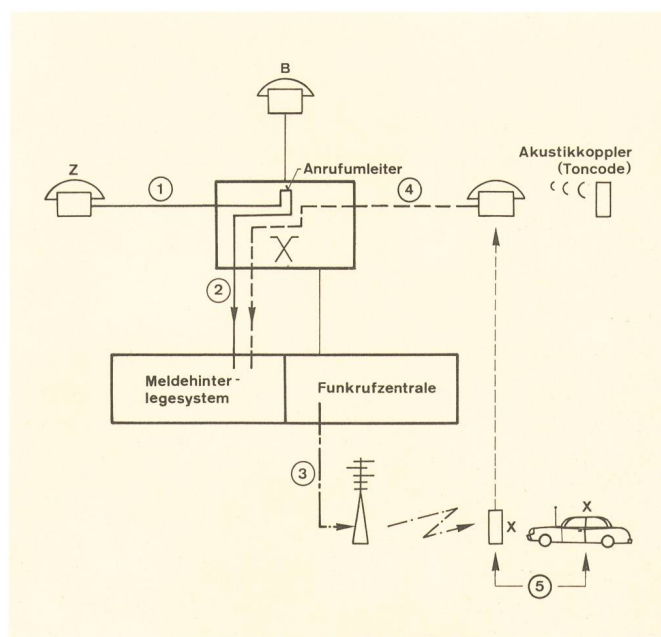 B
Anrufumleiter
Z
1
4
Akustikkoppler
(Toncode)
2
Meldehinter-
legesystem
Funkrufzentrale
3
X
X
5